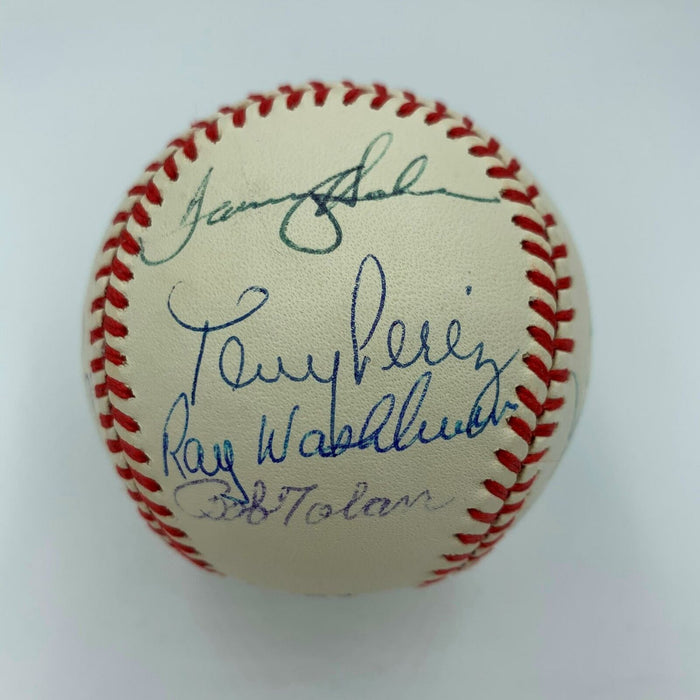 Tony Perez
Ray Washburn
Bob Tolan